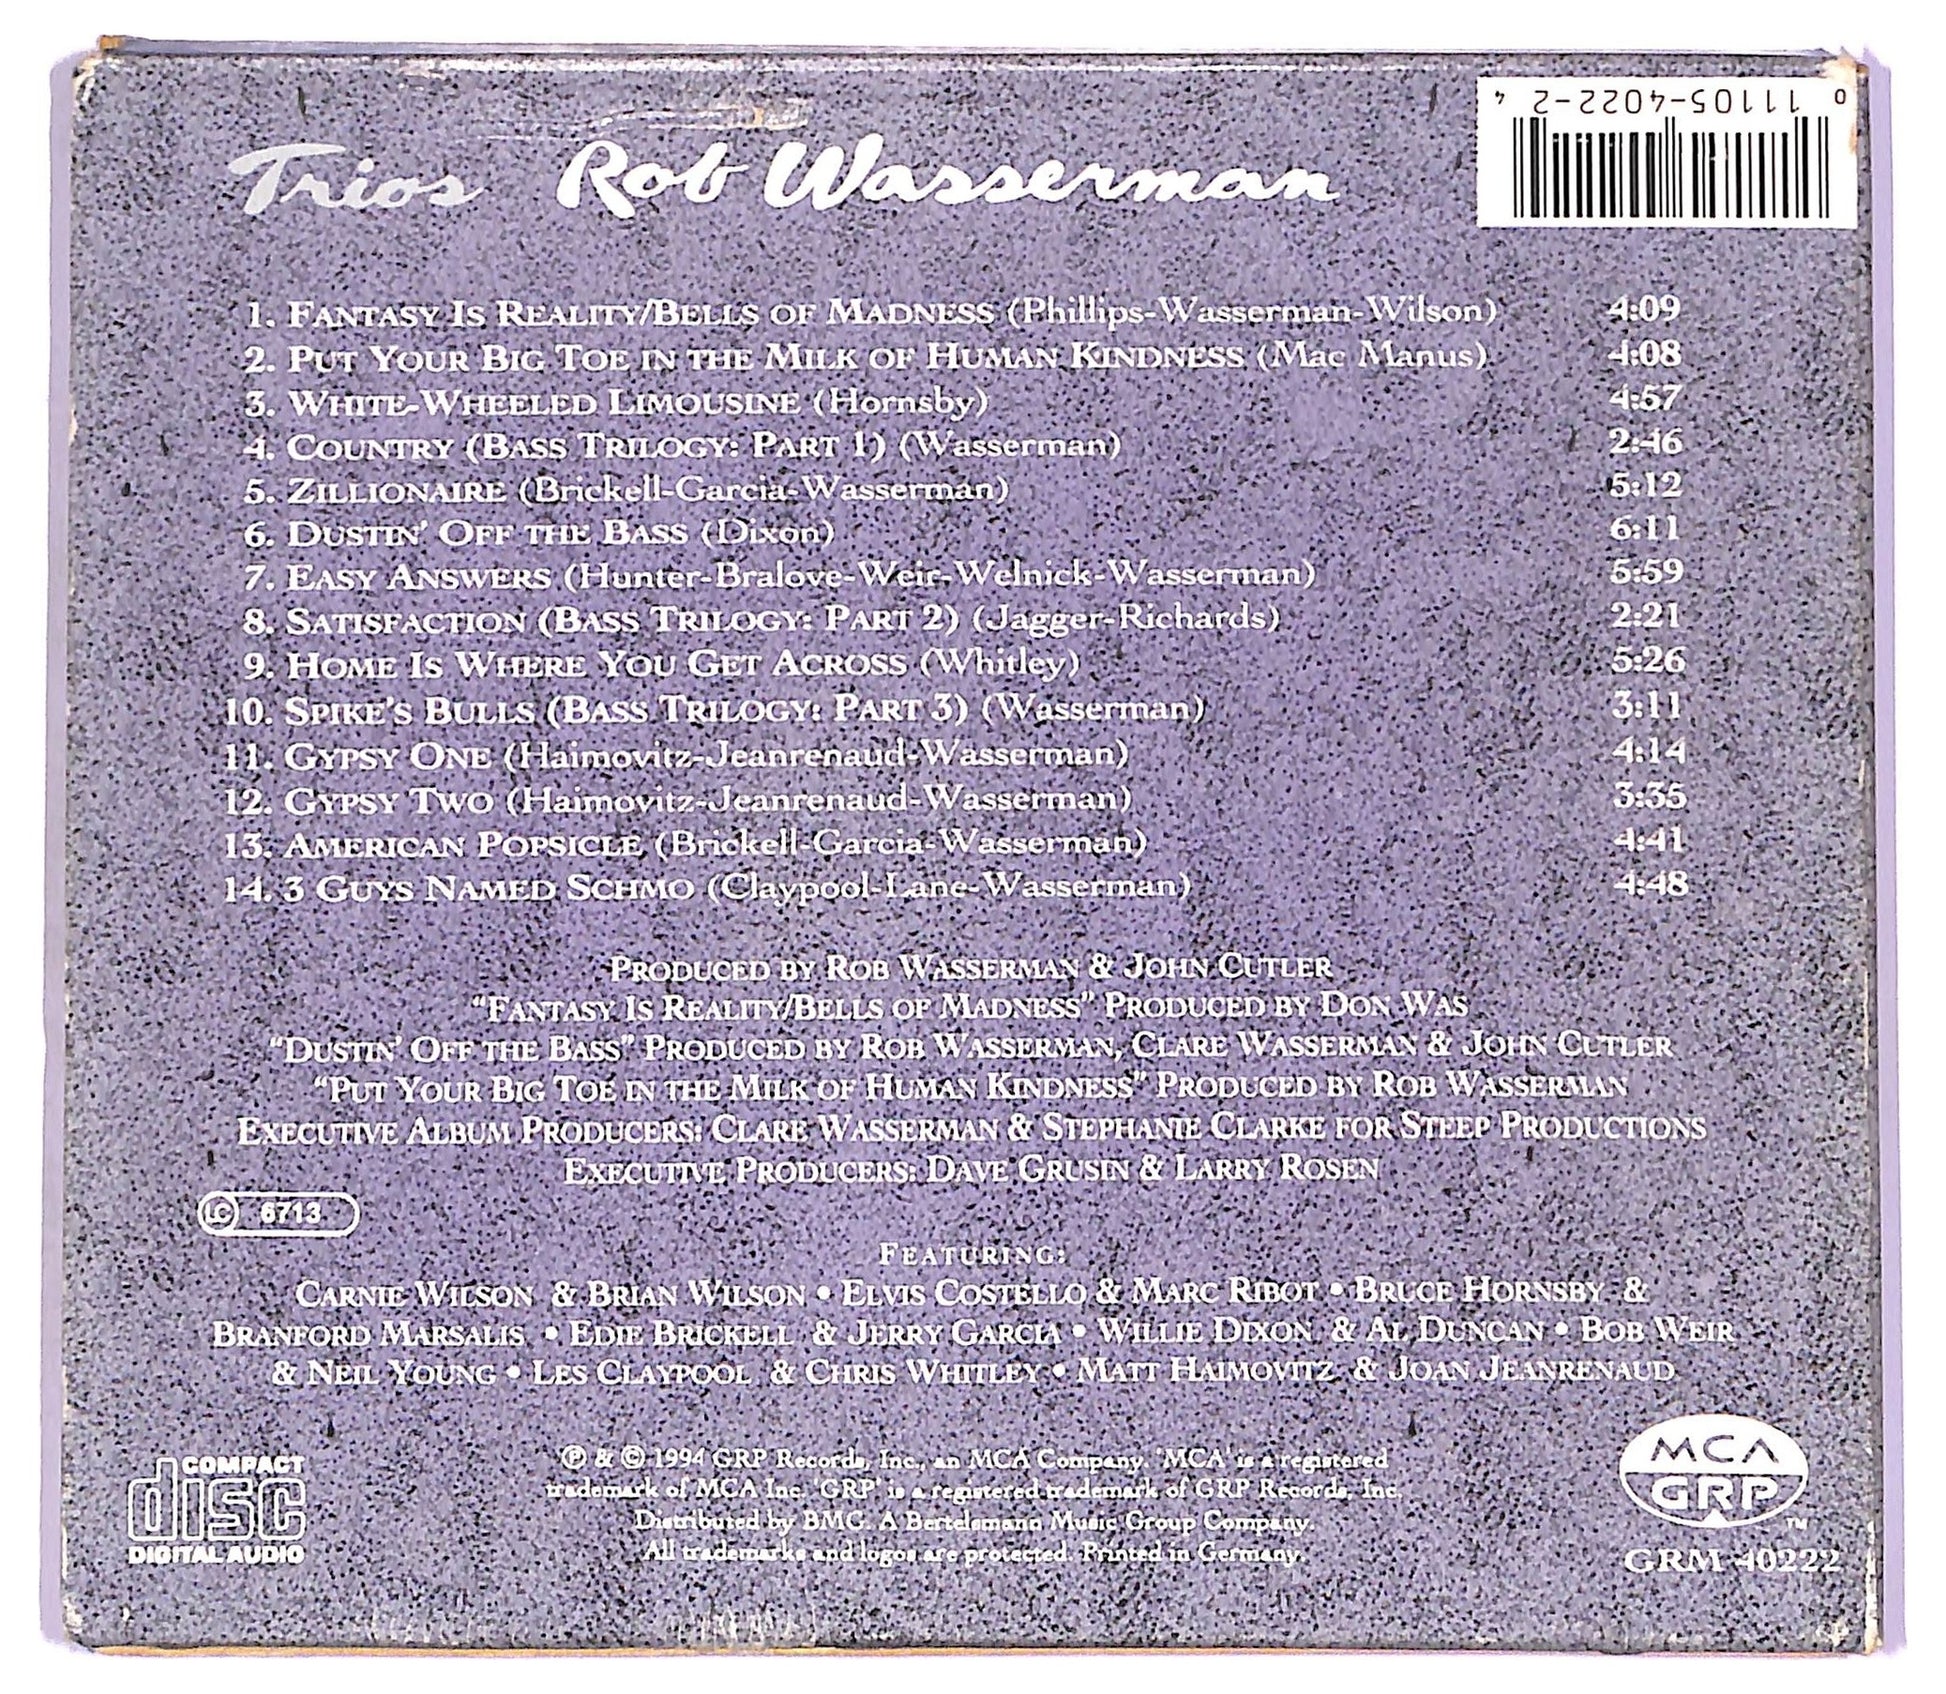 0 11105-4022-2 4
Trios Rob Wasserman
1. Fantasy Is Reality/Bells of Madness (Phillips-Wasserman-Wilson) 4:09
2. Put Your Big Toe in the Milk of Human Kindness (Mac Manus) 4:08
3. White-Wheeled Limousine (Hornsby) 4:57
4. Country (Bass Trilogy: Part 1) (Wasserman) 2:46
5. Zillionaire (Brickell-Garcia-Wasserman) 5:12
6. Dustin' Off the Bass (Dixon) 6:11
7. Easy Answers (Hunter-Bralove-Weir-Welnick-Wasserman) 5:59
8. Satisfaction (Bass Trilogy: Part 2) (Jagger-Richards) 2:21
9. Home Is Where You Get Across (Whitley) 5:26
10. Spike's Bulls (Bass Trilogy: Part 3) (Wasserman) 3:11
11. Gypsy One (Haimovitz-Jeanrenaud-Wasserman) 4:14
12. Gypsy Two (Haimovitz-Jeanrenaud-Wasserman) 3:35
13. American Popsicle (Brickell-Garcia-Wasserman) 4:41
14. 3 Guys Named Schmo (Claypool-Lane-Wasserman) 4:48
Produced by Rob Wasserman & John Cutler
"Fantasy Is Reality/Bells of Madness" Produced by Don Was
"Dustin' Off the Bass" Produced by Rob Wasserman, Clare Wasserman & John Cutler
"Put Your Big Toe in the Milk of Human Kindness" Produced by Rob Wasserman
Executive Album Producers: Clare Wasserman & Stephanie Clarke for Steep Productions
Executive Producers: Dave Grusin & Larry Rosen
LC 6713
Featuring:
Carnie Wilson & Brian Wilson • Elvis Costello & Marc Ribot • Bruce Hornsby &
Branford Marsalis • Edie Brickell & Jerry Garcia • Willie Dixon & Al Duncan • Bob Weir
& Neil Young • Les Claypool & Chris Whitley • Matt Haimovitz & Joan Jeanrenaud
℗ & © 1994 GRP Records, Inc., an MCA Company. 'MCA' is a registered
trademark of MCA Inc. 'GRP' is a registered trademark of GRP Records, Inc.
Distributed by BMG. A Bertelsmann Music Group Company.
All trademarks and logos are protected. Printed in Germany.
COMPACT
disc
DIGITAL AUDIO
MCA
GRP
TM
GRM 40222